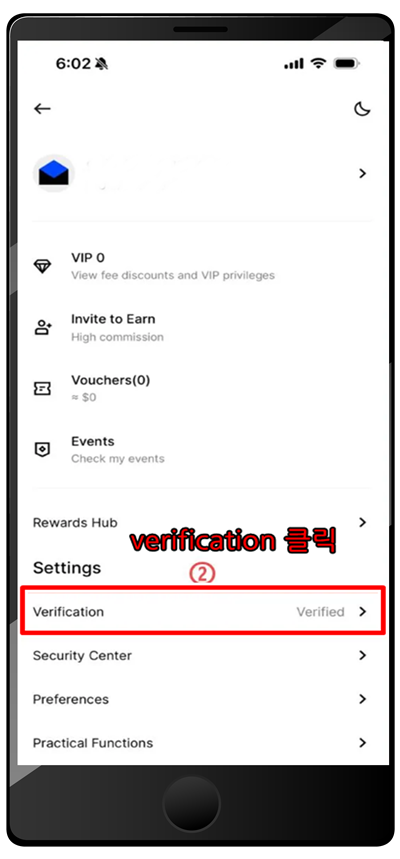 6:02
VIP 0
View fee discounts and VIP privileges
Invite to Earn
High commission
Vouchers(0)
≈ $0
Events
Check my events
Rewards Hub
verification 클릭
Settings
②
Verification Verified
Security Center
Preferences
Practical Functions